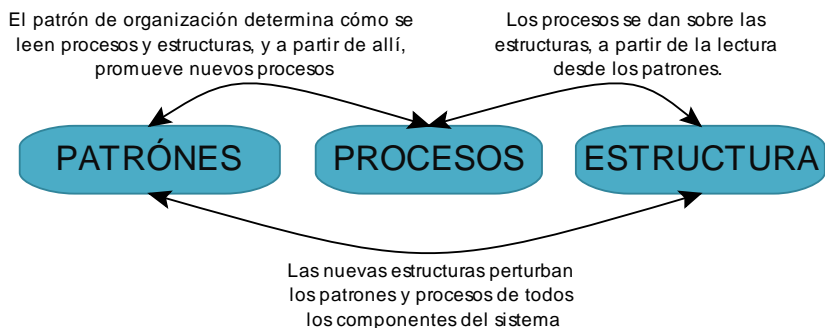 El patrón de organización determina cómo se
leen procesos y estructuras, y a partir de allí,
promueve nuevos procesos
Los procesos se dan sobre las
estructuras, a partir de la lectura
desde los patrones.
PATRÓNES
PROCESOS
ESTRUCTURA
Las nuevas estructuras perturban
los patrones y procesos de todos
los componentes del sistema